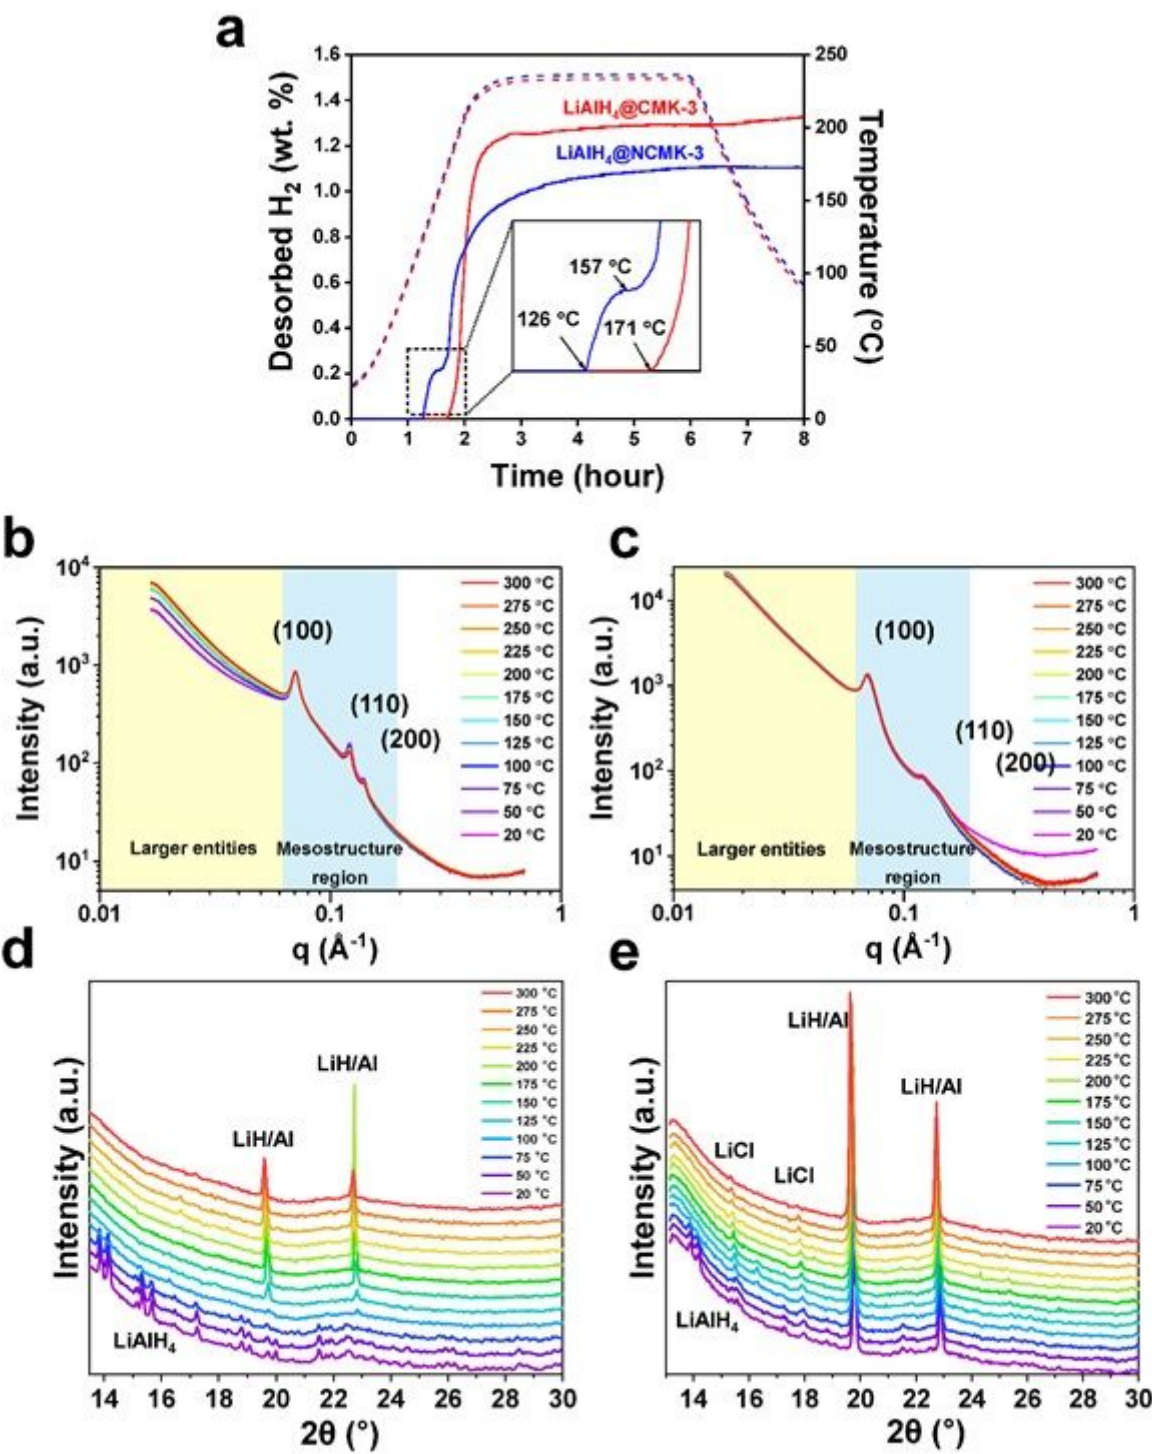 a
1.6
1.4
1.2
1.0
0.8
0.6
0.4
0.2
0.0
Desorbed H₂ (wt. %)
250
200
150
100
50
0
Temperature (°C)
LiAlH₄@CMK-3
LiAlH₄@NCMK-3
157 °C
126 °C
171 °C
0 1 2 3 4 5 6 7 8
Time (hour)
b
10⁴
10³
10²
10¹
Intensity (a.u.)
(100)
(110)
(200)
300 °C
275 °C
250 °C
225 °C
200 °C
175 °C
150 °C
125 °C
100 °C
75 °C
50 °C
20 °C
Larger entities
Mesostructure
region
0.01 0.1 1
q (Å⁻¹)
c
10⁴
10³
10²
10¹
Intensity (a.u.)
(100)
(110)
(200)
300 °C
275 °C
250 °C
225 °C
200 °C
175 °C
150 °C
125 °C
100 °C
75 °C
50 °C
20 °C
Larger entities
Mesostructure
region
0.01 0.1 1
q (Å⁻¹)
d
Intensity (a.u.)
LiH/Al
LiH/Al
LiAlH₄
300 °C
275 °C
250 °C
225 °C
200 °C
175 °C
150 °C
125 °C
100 °C
75 °C
50 °C
20 °C
14 16 18 20 22 24 26 28 30
2θ (°)
e
Intensity (a.u.)
LiH/Al
LiH/Al
LiCl
LiCl
LiAlH₄
300 °C
275 °C
250 °C
225 °C
200 °C
175 °C
150 °C
125 °C
100 °C
75 °C
50 °C
20 °C
14 16 18 20 22 24 26 28 30
2θ (°)